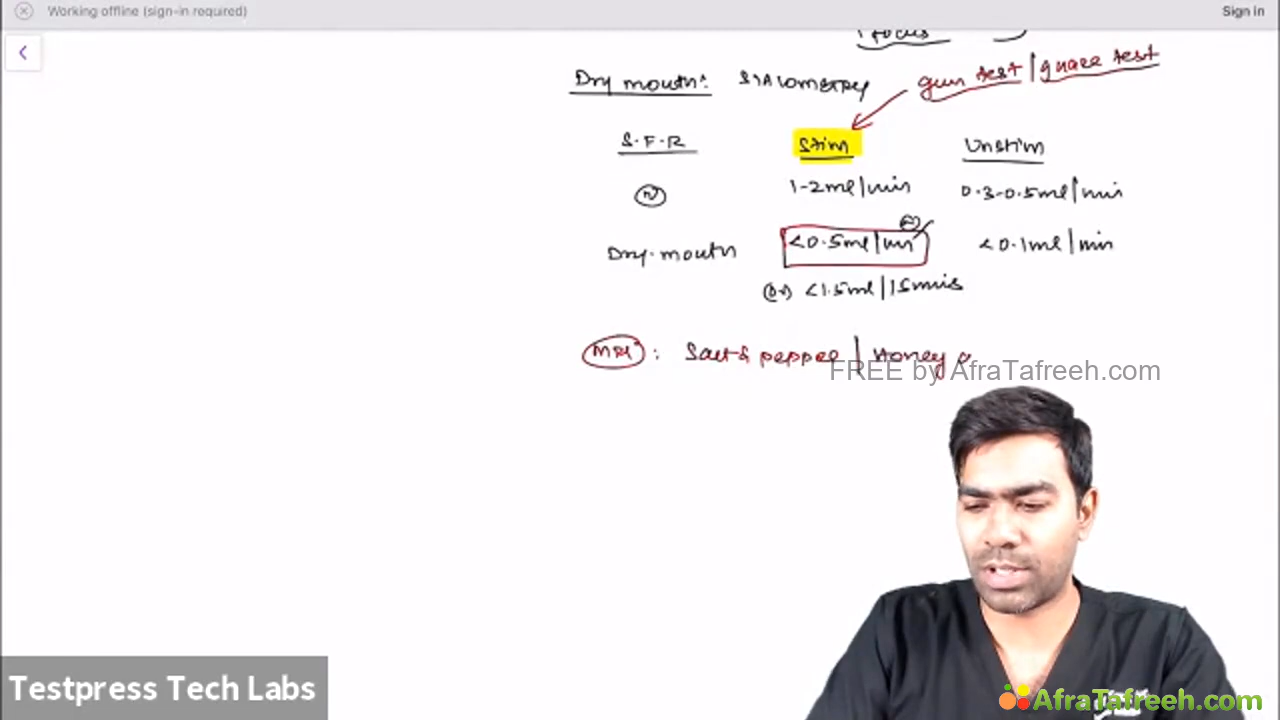 Working offline (sign-in required)
Sign in
Dry mouth: SIALOMETRY gum test | guaze test
S.F.R Stim Unstim
N 1-2ml/min 0.3-0.5ml/min
Dry mouth <0.5ml/min <0.1ml/min
(or) <1.5ml/15mins
MRI : Salt & pepper | Honey
FREE by AfraTafreeh.com
Testpress Tech Labs
AfraTafreeh.com